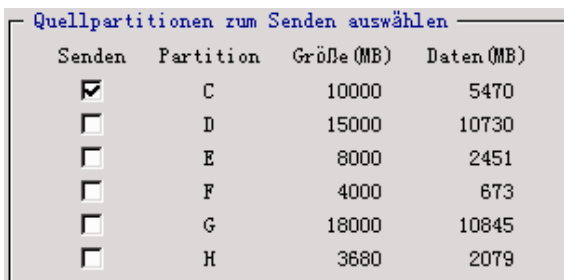 Quellpartitionen zum Senden auswählen
Senden Partition Größe(MB) Daten(MB)
C 10000 5470
D 15000 10730
E 8000 2451
F 4000 673
G 18000 10845
H 3680 2079